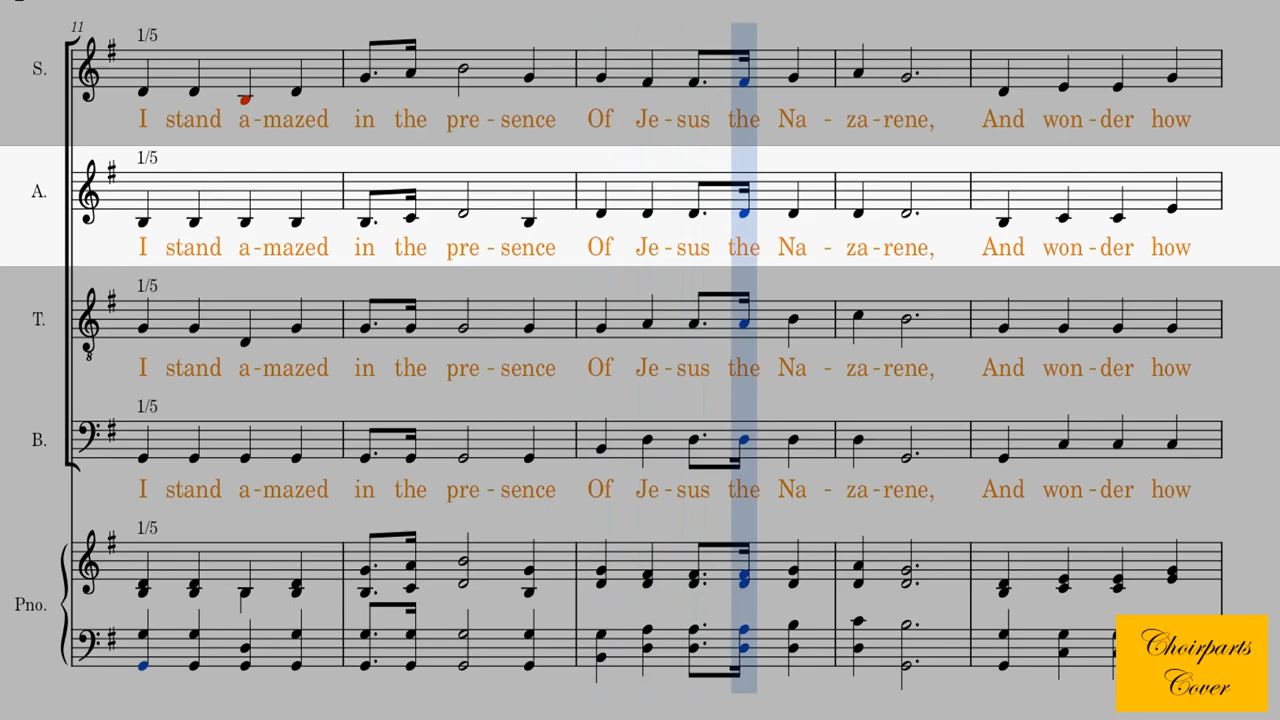 11
1/5
S.
I stand a-mazed in the pre-sence Of Je-sus the Na-za-rene, And won-der how
1/5
A.
I stand a-mazed in the pre-sence Of Je-sus the Na-za-rene, And won-der how
1/5
T.
8
I stand a-mazed in the pre-sence Of Je-sus the Na-za-rene, And won-der how
1/5
B.
I stand a-mazed in the pre-sence Of Je-sus the Na-za-rene, And won-der how
1/5
Pno.
Choirparts
Cover